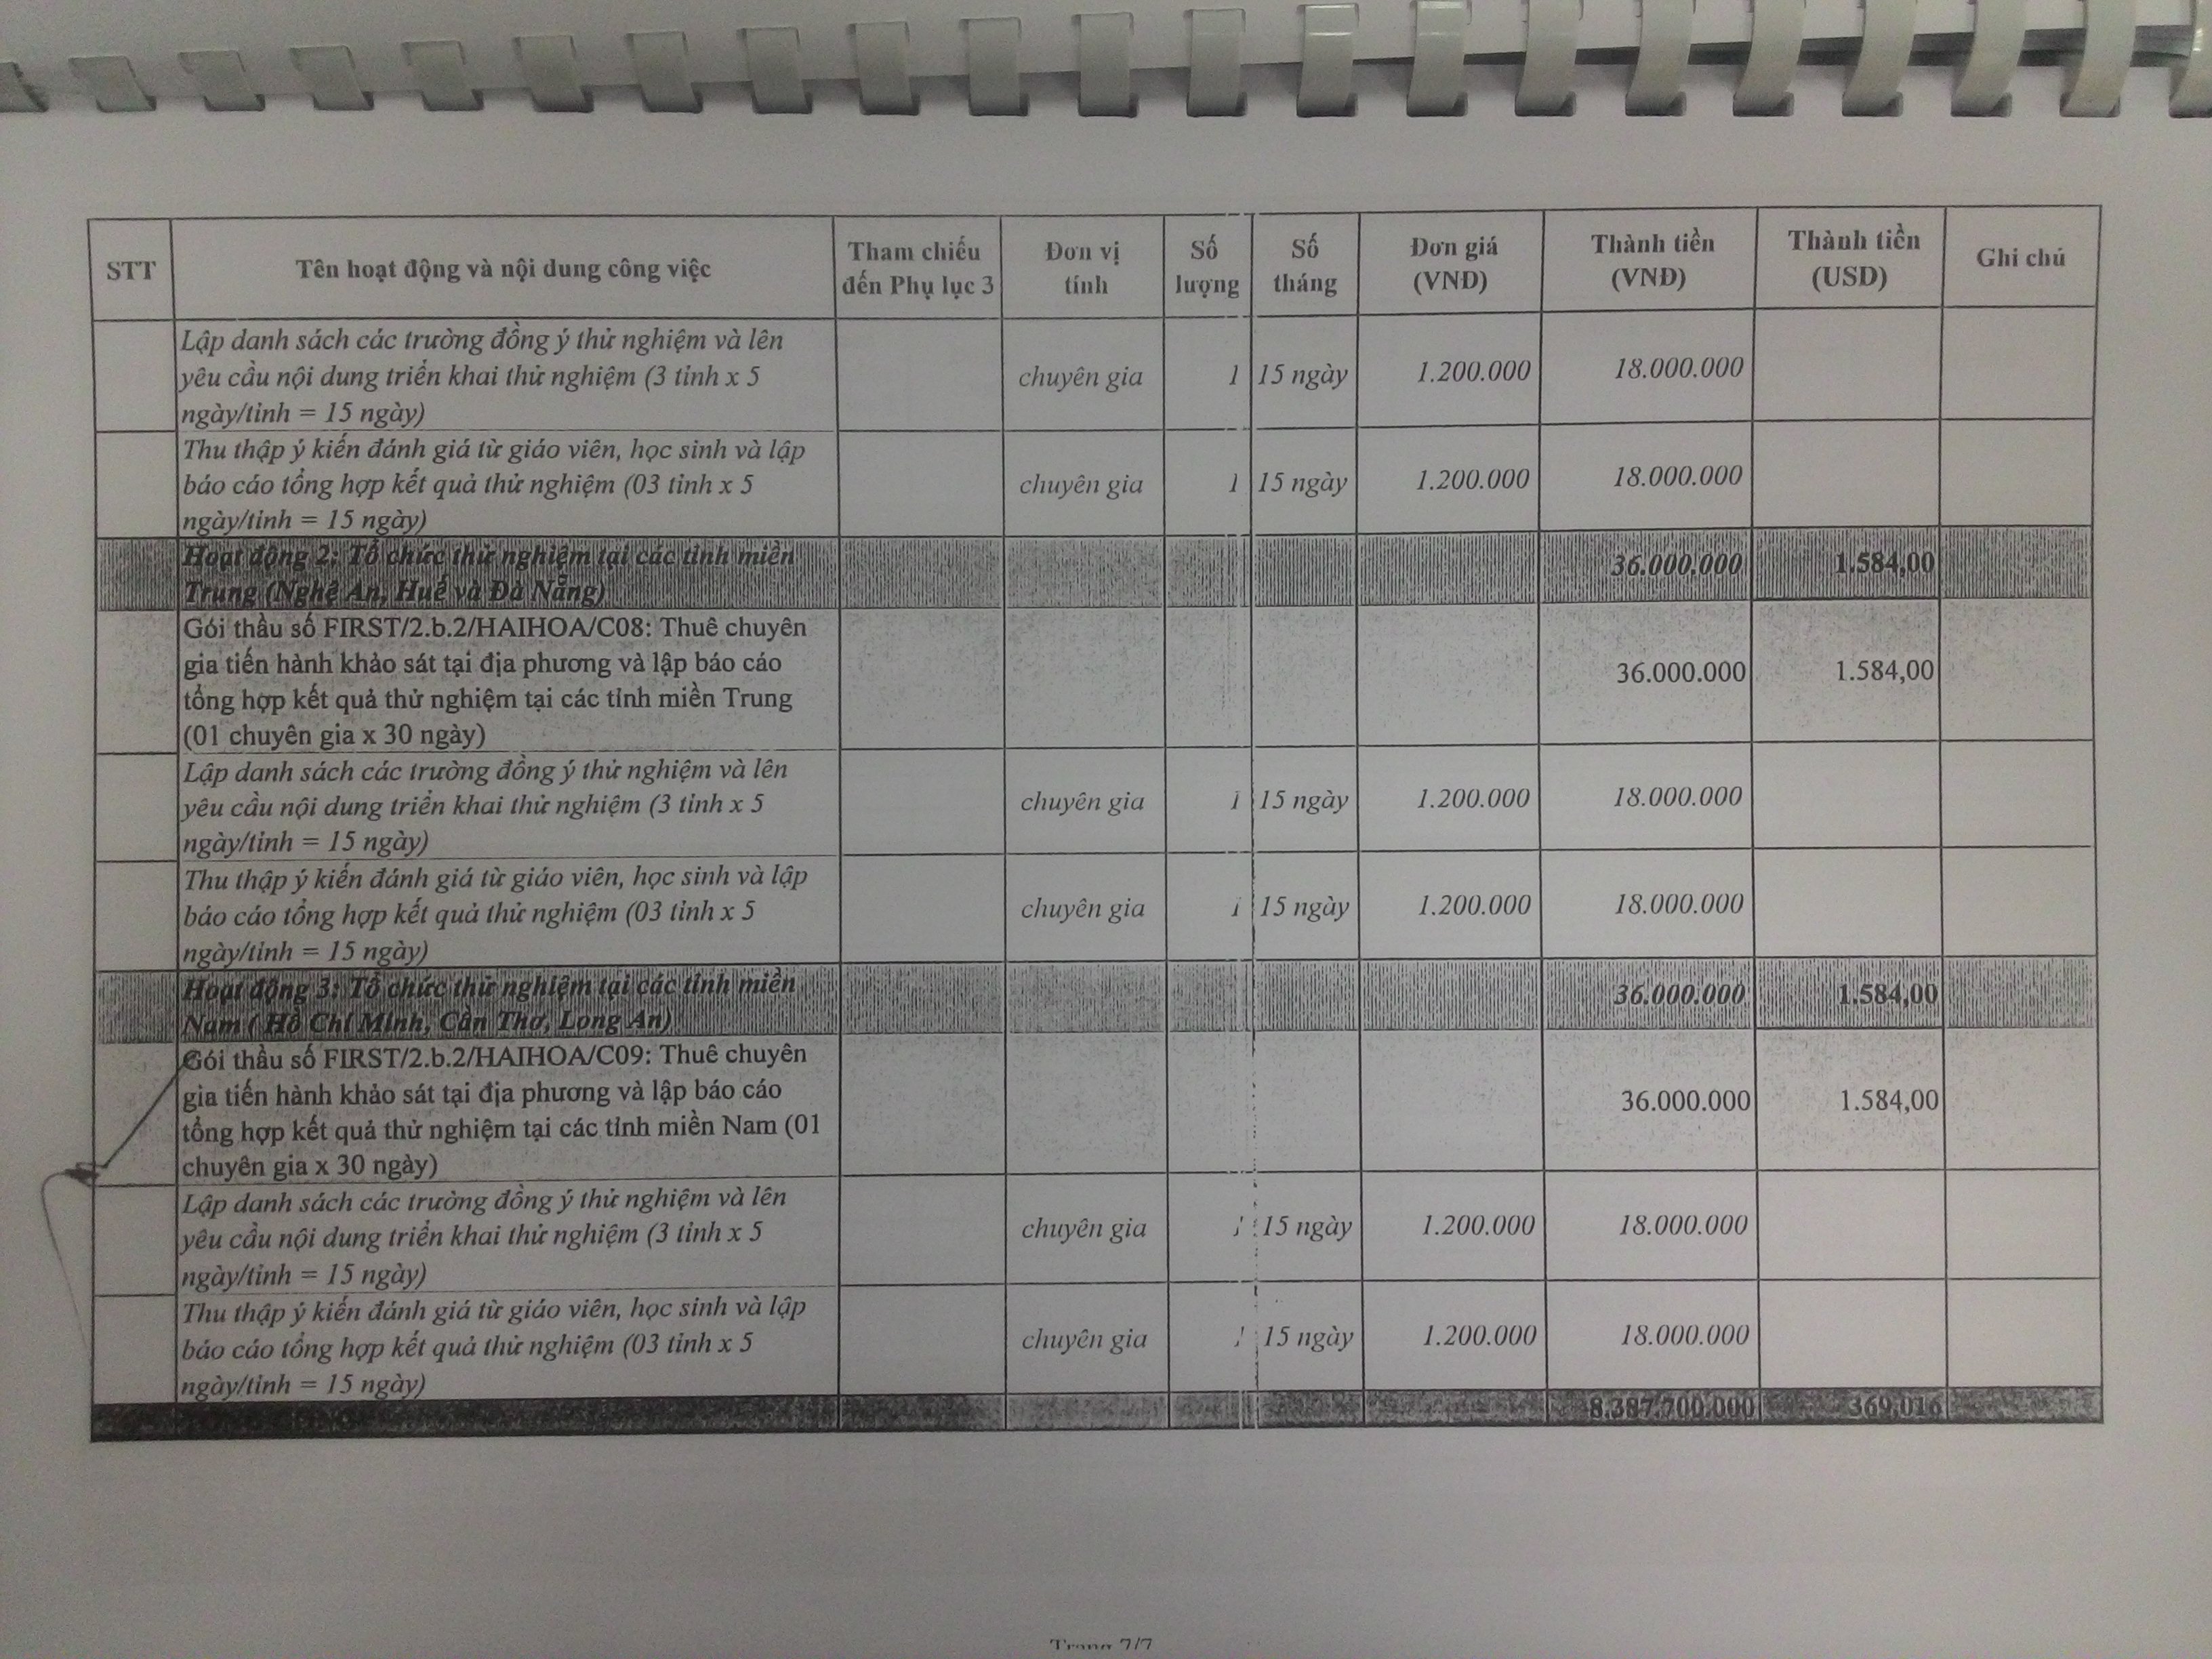 STT Tên hoạt động và nội dung công việc Tham chiếu đến Phụ lục 3 Đơn vị tính Số lượng Số tháng Đơn giá (VNĐ) Thành tiền (VNĐ) Thành tiền (USD) Ghi chú
Lập danh sách các trường đồng ý thử nghiệm và lên
yêu cầu nội dung triển khai thử nghiệm (3 tỉnh x 5 chuyên gia 1 15 ngày 1.200.000 18.000.000
ngày/tỉnh = 15 ngày)
Thu thập ý kiến đánh giá từ giáo viên, học sinh và lập
báo cáo tổng hợp kết quả thử nghiệm (03 tỉnh x 5 chuyên gia 1 15 ngày 1.200.000 18.000.000
ngày/tỉnh = 15 ngày)
Hoạt động 2: Tổ chức thử nghiệm tại các tỉnh miền 36.000.000 1.584,00
Trung (Nghệ An, Huế và Đà Nẵng)
Gói thầu số FIRST/2.b.2/HAIHOA/C08: Thuê chuyên
gia tiến hành khảo sát tại địa phương và lập báo cáo 36.000.000 1.584,00
tổng hợp kết quả thử nghiệm tại các tỉnh miền Trung
(01 chuyên gia x 30 ngày)
Lập danh sách các trường đồng ý thử nghiệm và lên
yêu cầu nội dung triển khai thử nghiệm (3 tỉnh x 5 chuyên gia 1 15 ngày 1.200.000 18.000.000
ngày/tỉnh = 15 ngày)
Thu thập ý kiến đánh giá từ giáo viên, học sinh và lập
báo cáo tổng hợp kết quả thử nghiệm (03 tỉnh x 5 chuyên gia 1 15 ngày 1.200.000 18.000.000
ngày/tỉnh = 15 ngày)
Hoạt động 3: Tổ chức thử nghiệm tại các tỉnh miền 36.000.000 1.584,00
Nam ( Hồ Chí Minh, Cần Thơ, Long An)
Gói thầu số FIRST/2.b.2/HAIHOA/C09: Thuê chuyên
gia tiến hành khảo sát tại địa phương và lập báo cáo 36.000.000 1.584,00
tổng hợp kết quả thử nghiệm tại các tỉnh miền Nam (01
chuyên gia x 30 ngày)
Lập danh sách các trường đồng ý thử nghiệm và lên
yêu cầu nội dung triển khai thử nghiệm (3 tỉnh x 5 chuyên gia 1 15 ngày 1.200.000 18.000.000
ngày/tỉnh = 15 ngày)
Thu thập ý kiến đánh giá từ giáo viên, học sinh và lập
báo cáo tổng hợp kết quả thử nghiệm (03 tỉnh x 5 chuyên gia 1 15 ngày 1.200.000 18.000.000
ngày/tỉnh = 15 ngày)
8.387.700.000 369,016
Trang 7/7